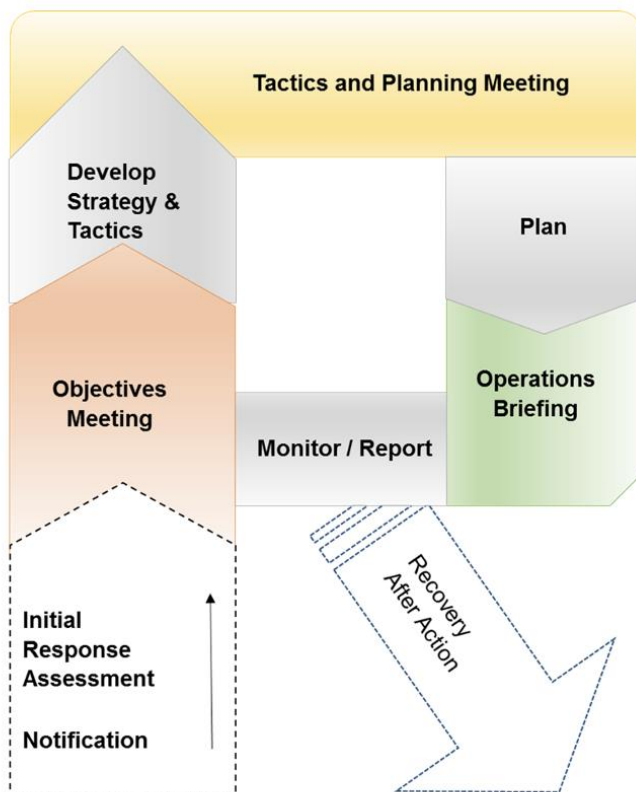 Tactics and Planning Meeting
Develop
Strategy &
Tactics
Plan
Objectives
Meeting
Operations
Briefing
Monitor / Report
Recovery
After Action
Initial
Response
Assessment
Notification